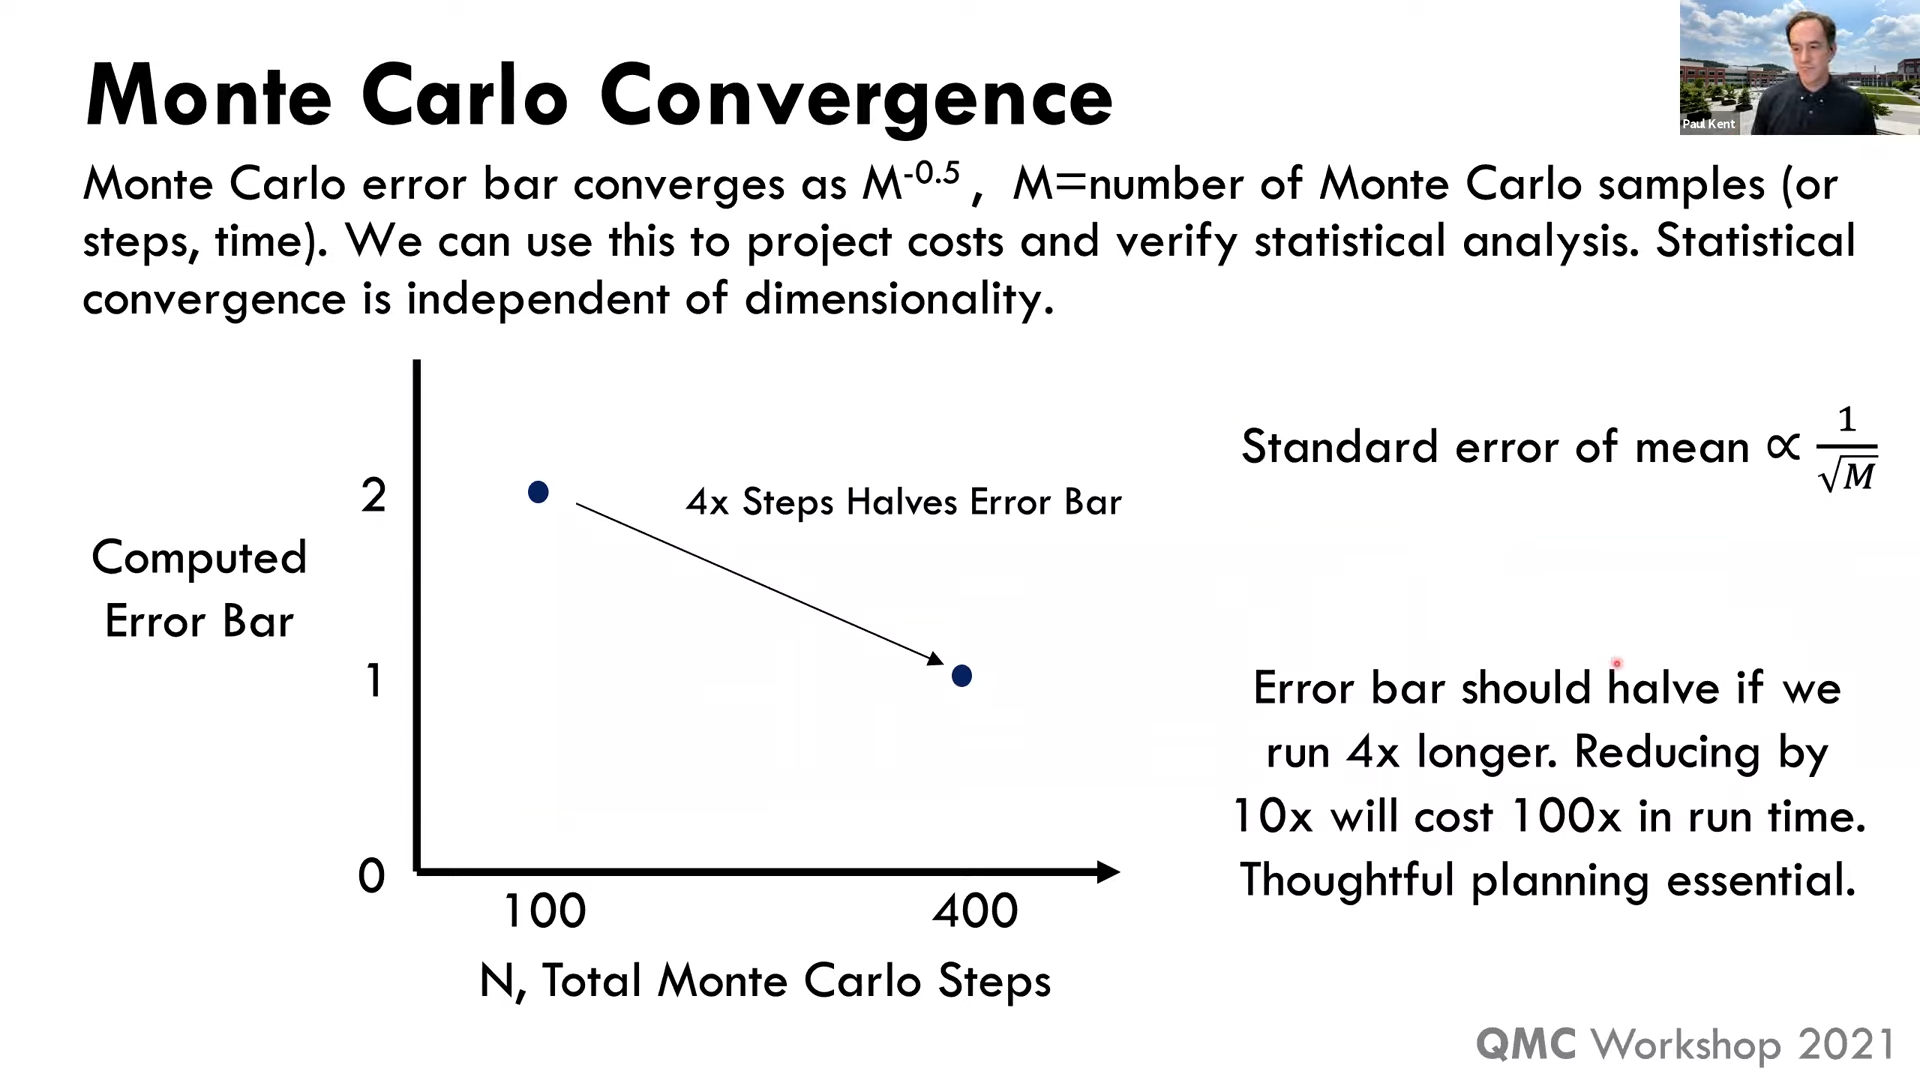 Monte Carlo Convergence
Paul Kent
Monte Carlo error bar converges as M^-0.5 , M=number of Monte Carlo samples (or
steps, time). We can use this to project costs and verify statistical analysis. Statistical
convergence is independent of dimensionality.
Standard error of mean ∝ 1/√M
2
4x Steps Halves Error Bar
Computed
Error Bar
1
Error bar should halve if we
run 4x longer. Reducing by
10x will cost 100x in run time.
Thoughtful planning essential.
0
100 400
N, Total Monte Carlo Steps
QMC Workshop 2021